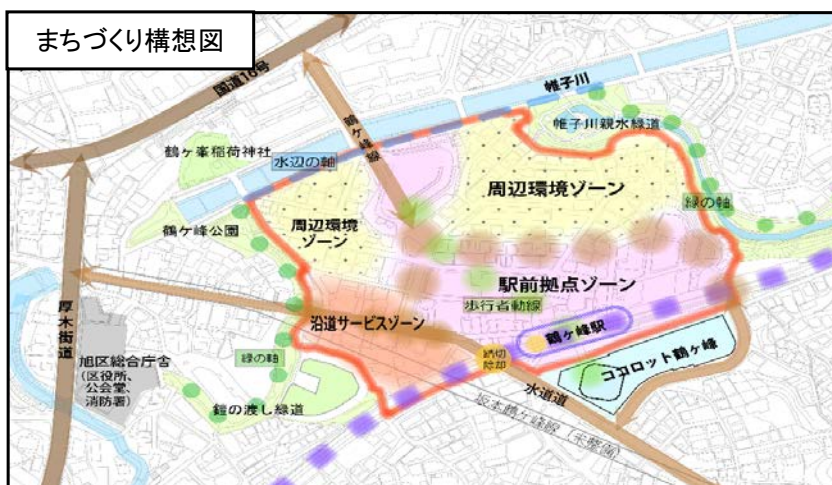 まちづくり構想図
国道16号
帷子川
鶴ケ峰線
帷子川親水緑道
鶴ケ峯稲荷神社
水辺の軸
周辺環境ゾーン
周辺環境
ゾーン
緑の軸
鶴ケ峰公園
駅前拠点ゾーン
歩行者動線
沿道サービスゾーン
鶴ケ峰駅
厚木街道
踏切
除却
ココロット鶴ケ峰
旭区総合庁舎
(区役所、
公会堂、
消防署)
緑の軸
水道道
鎧の渡し緑道
坂本鶴ケ峰線(未整備)